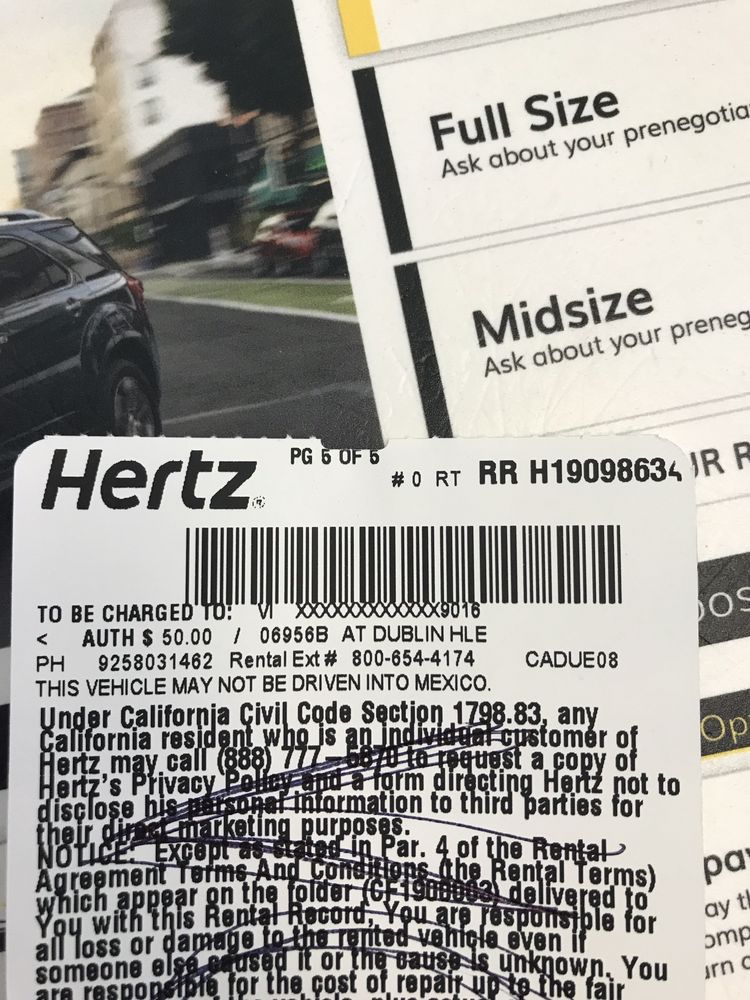 Full Size
Ask about your prenegotia
Midsize
Ask about your preneg
UR R
Hertz
PG 5 OF 5
# 0 RT RR H19098634
TO BE CHARGED TO: VI XXXXXXXXXXXX9016
< AUTH $ 50.00 / 06956B AT DUBLIN HLE
PH 9258031462 Rental Ext# 800-654-4174 CADUE08
THIS VEHICLE MAY NOT BE DRIVEN INTO MEXICO.
Under California Civil Code Section 1798.83, any
California resident who is an individual customer of
Hertz may call (888) 777-6870 to request a copy of
Hertz's Privacy Policy and a form directing Hertz not to
disclose his personal information to third parties for
their direct marketing purposes.
NOTICE: Except as stated in Par. 4 of the Rental
Agreement Terms And Conditions (the Rental Terms)
which appear on the folder delivered to
You with this Rental Record, You are responsible for
all loss or damage to the rented vehicle even if
someone else caused it or the cause is unknown. You
are responsible for the cost of repair up to the fair
Op
pay
ay t
omp
urn